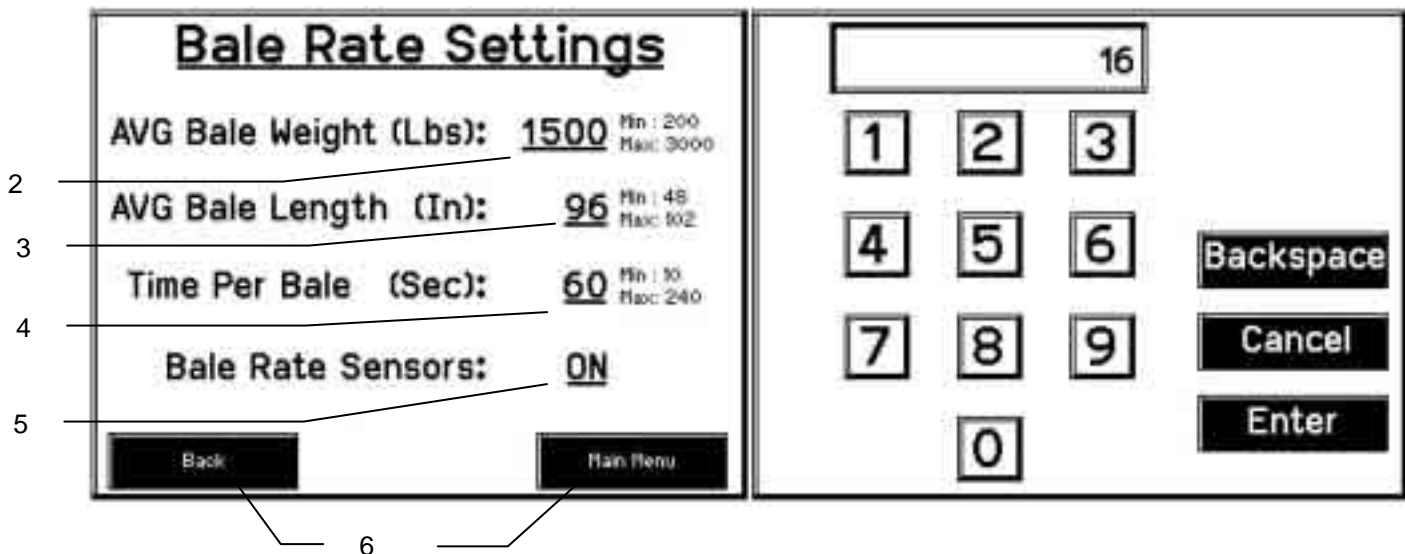 Bale Rate Settings
AVG Bale Weight (Lbs): 1500 Min : 200
Max: 3000
2
AVG Bale Length (In): 96 Min : 48
Max: 102
3
Time Per Bale (Sec): 60 Min : 10
Max: 240
4
Bale Rate Sensors: ON
5
Back Main Menu
6
16
1 2 3
4 5 6
Backspace
7 8 9
Cancel
Enter
0